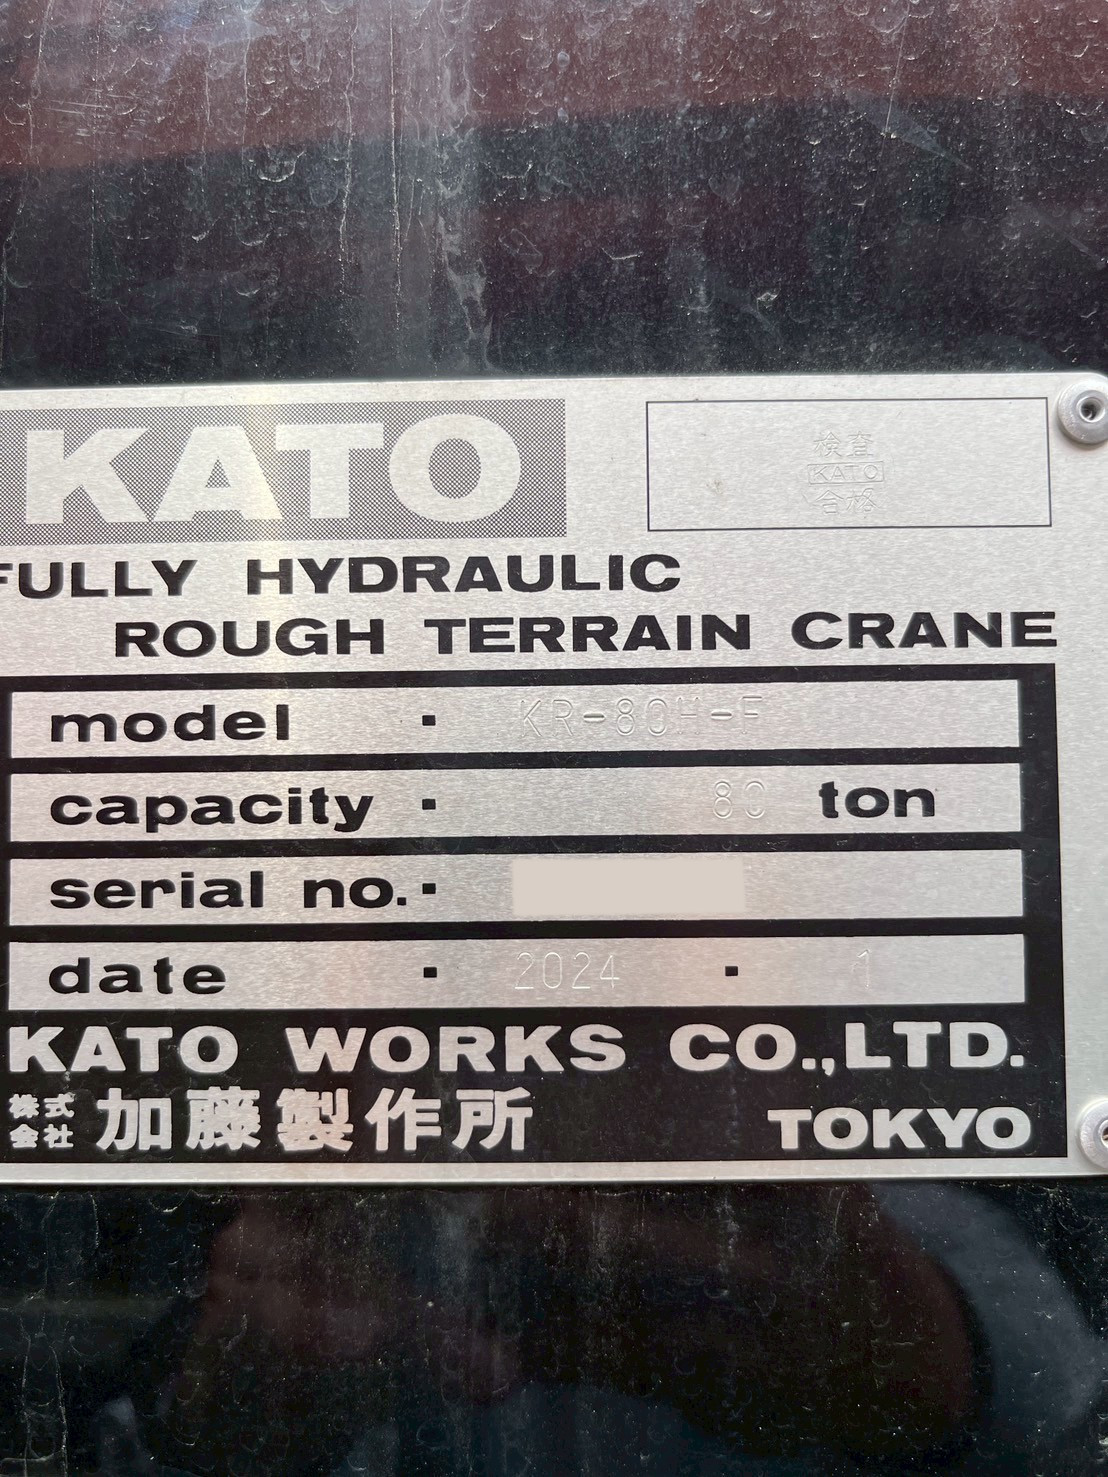 KATO
検査
KATO
合格
FULLY HYDRAULIC
ROUGH TERRAIN CRANE
model · KR-80H-F
capacity · 80 ton
serial no. ·
date · 2024 · 1
KATO WORKS CO.,LTD.
株式会社 加藤製作所 TOKYO